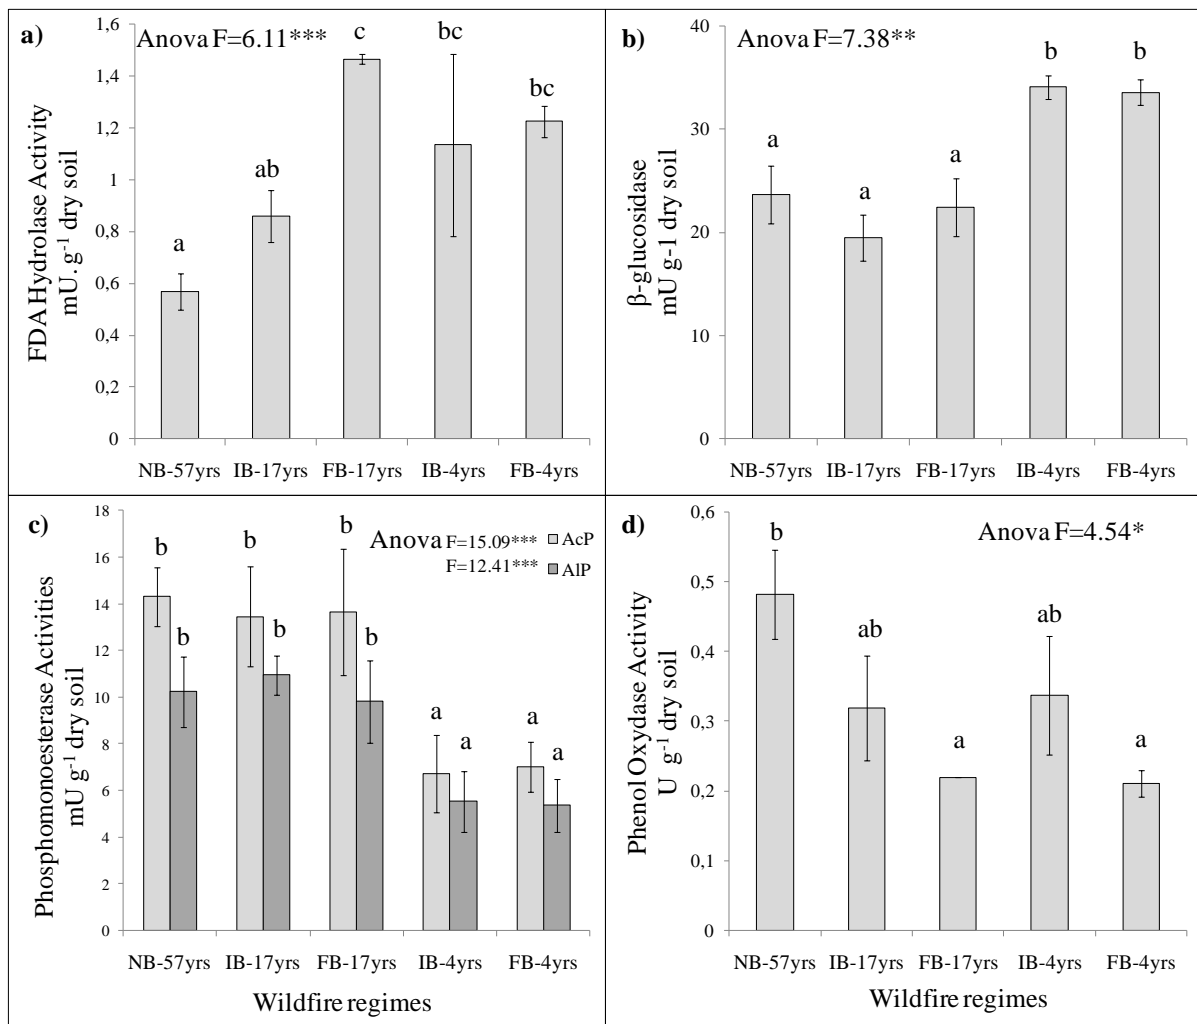 a)
Anova F=6.11***
FDA Hydrolase Activity
mU. g⁻¹ dry soil
1,6
1,4
1,2
1
0,8
0,6
0,4
0,2
0
a
ab
c
bc
bc
NB-57yrs IB-17yrs FB-17yrs IB-4yrs FB-4yrs
b)
Anova F=7.38**
β-glucosidase
mU g-1 dry soil
40
30
20
10
0
a
a
a
b
b
NB-57yrs IB-17yrs FB-17yrs IB-4yrs FB-4yrs
c)
Anova F=15.09*** AcP
F=12.41*** AlP
Phosphomonoesterase Activities
mU g⁻¹ dry soil
18
16
14
12
10
8
6
4
2
0
b
b
b
b
b
b
a
a
a
a
NB-57yrs IB-17yrs FB-17yrs IB-4yrs FB-4yrs
Wildfire regimes
d)
Anova F=4.54*
Phenol Oxydase Activity
U g⁻¹ dry soil
0,6
0,5
0,4
0,3
0,2
0,1
0
b
ab
a
ab
a
NB-57yrs IB-17yrs FB-17yrs IB-4yrs FB-4yrs
Wildfire regimes